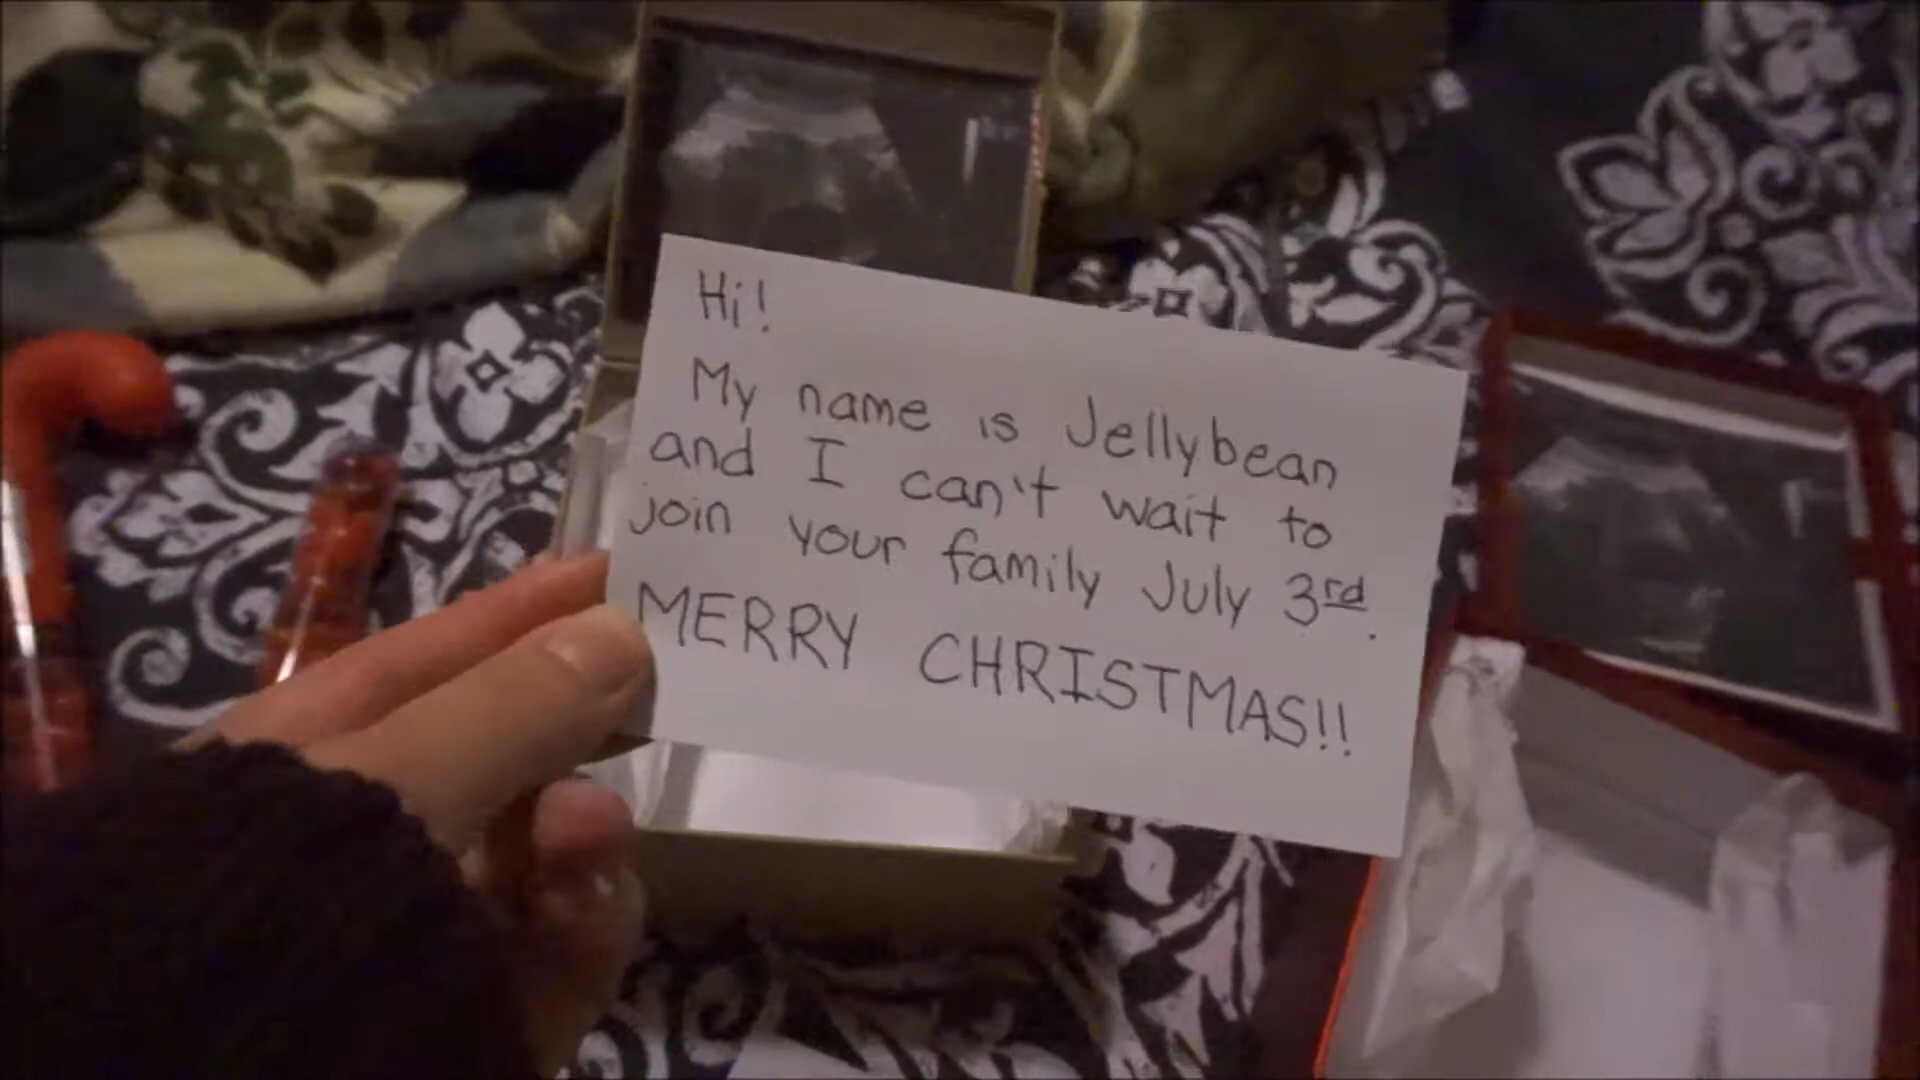 Hi!
My name is Jellybean
and I can't wait to
join your family July 3rd.
MERRY CHRISTMAS!!